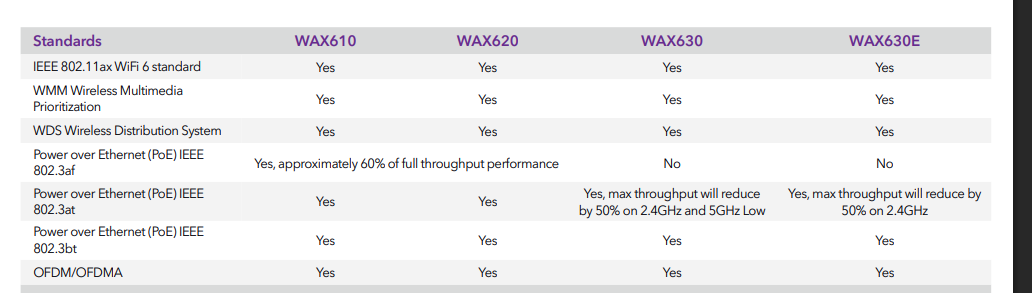 Standards WAX610 WAX620 WAX630 WAX630E
IEEE 802.11ax WiFi 6 standard Yes Yes Yes Yes
WMM Wireless Multimedia
Prioritization Yes Yes Yes Yes
WDS Wireless Distribution System Yes Yes Yes Yes
Power over Ethernet (PoE) IEEE
802.3af Yes, approximately 60% of full throughput performance No No
Power over Ethernet (PoE) IEEE
802.3at Yes Yes Yes, max throughput will reduce
by 50% on 2.4GHz and 5GHz Low Yes, max throughput will reduce by
50% on 2.4GHz
Power over Ethernet (PoE) IEEE
802.3bt Yes Yes Yes Yes
OFDM/OFDMA Yes Yes Yes Yes